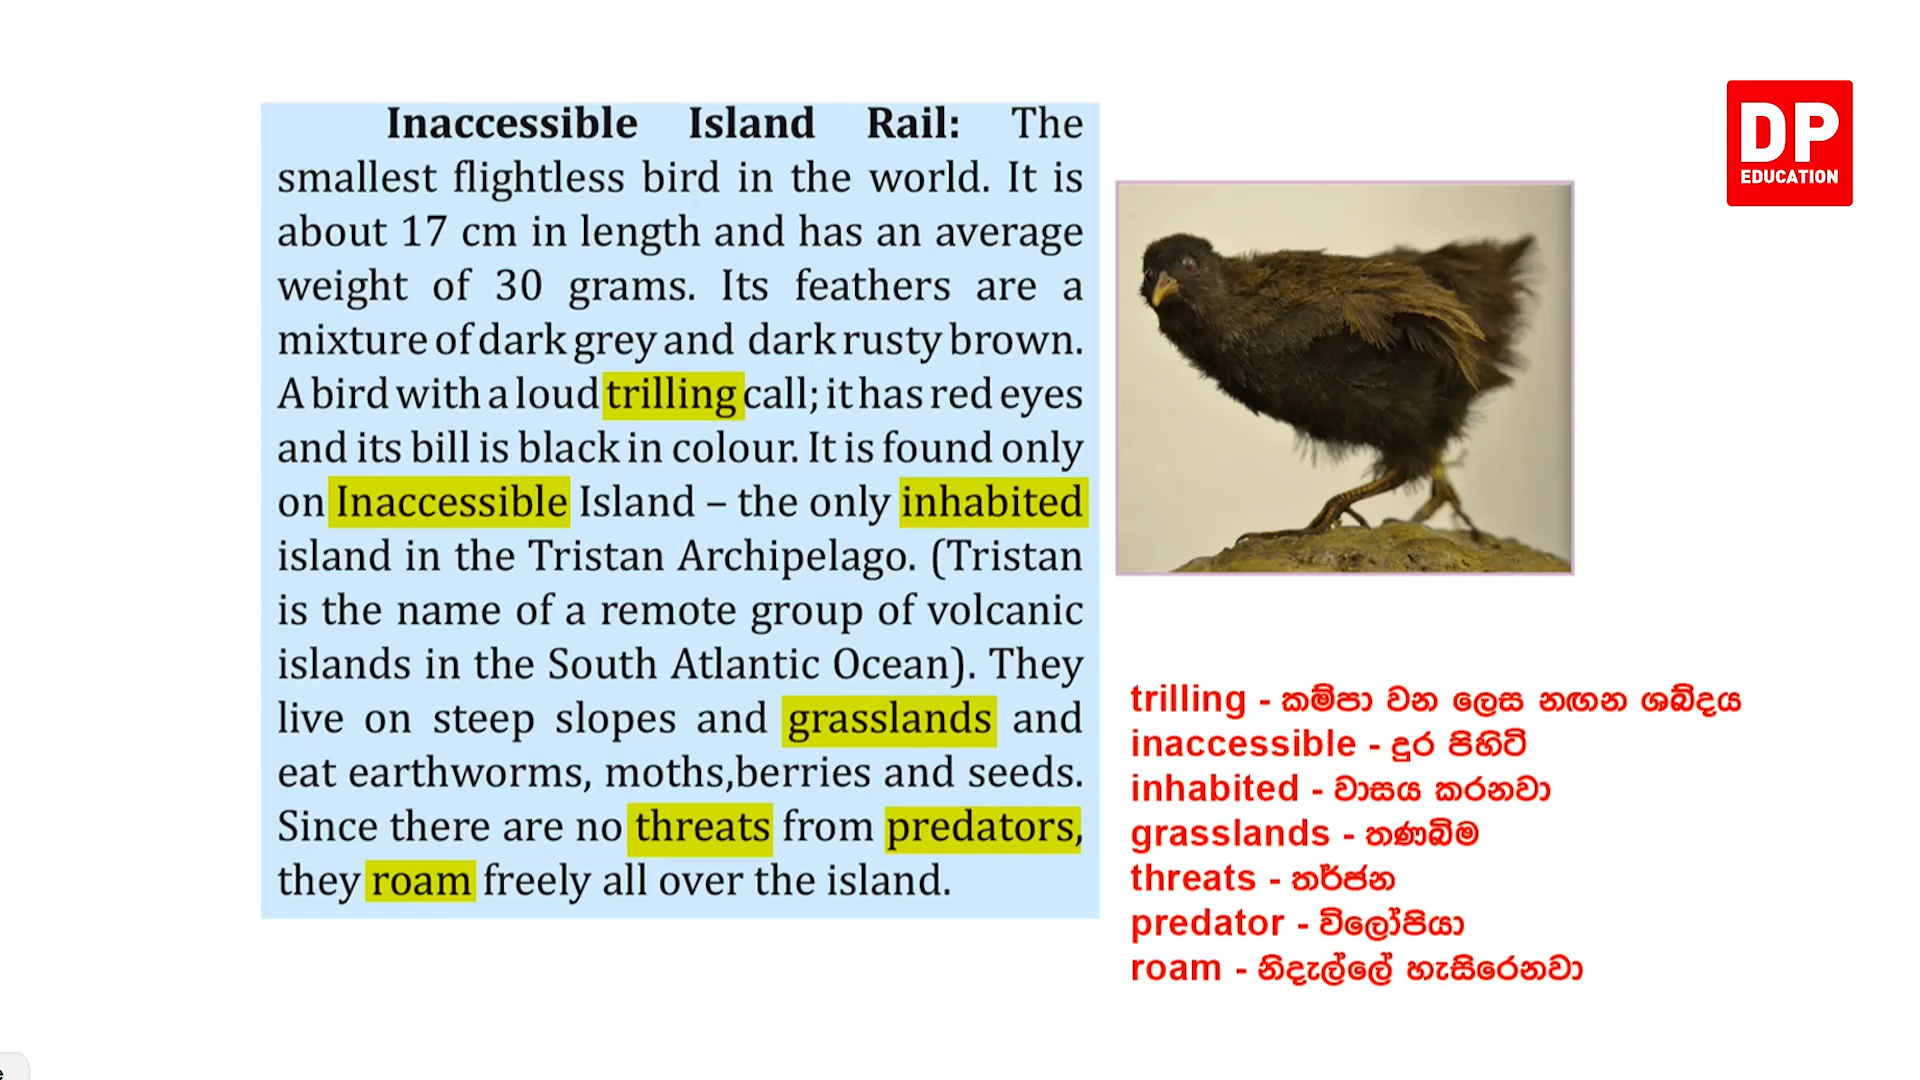 Inaccessible Island Rail: The
smallest flightless bird in the world. It is
about 17 cm in length and has an average
weight of 30 grams. Its feathers are a
mixture of dark grey and dark rusty brown.
A bird with a loud trilling call; it has red eyes
and its bill is black in colour. It is found only
on Inaccessible Island – the only inhabited
island in the Tristan Archipelago. (Tristan
is the name of a remote group of volcanic
islands in the South Atlantic Ocean). They
live on steep slopes and grasslands and
eat earthworms, moths,berries and seeds.
Since there are no threats from predators,
they roam freely all over the island.
DP
EDUCATION
trilling - කම්පා වන ලෙස නඟන ශබ්දය
inaccessible - දුර පිහිටි
inhabited - වාසය කරනවා
grasslands - තණබිම
threats - තර්ජන
predator - විලෝපියා
roam - නිදැල්ලේ හැසිරෙනවා